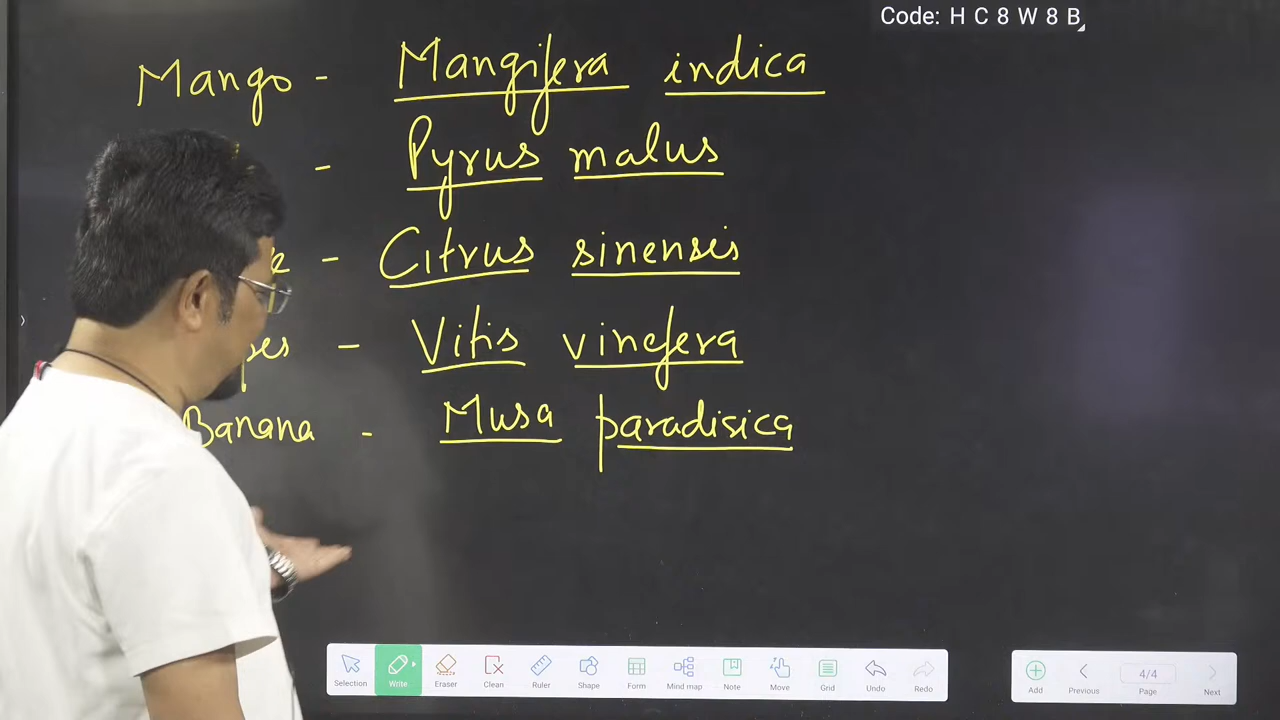 Code: H C 8 W 8 B
Mango - Mangifera indica
- Pyrus malus
- Citrus sinensis
- Vitis vinefera
Banana - Musa paradisica
Selection Write Eraser Clean Ruler Shape Form Mind map Note Move Grid Undo Redo
Add Previous 4/4 Page Next